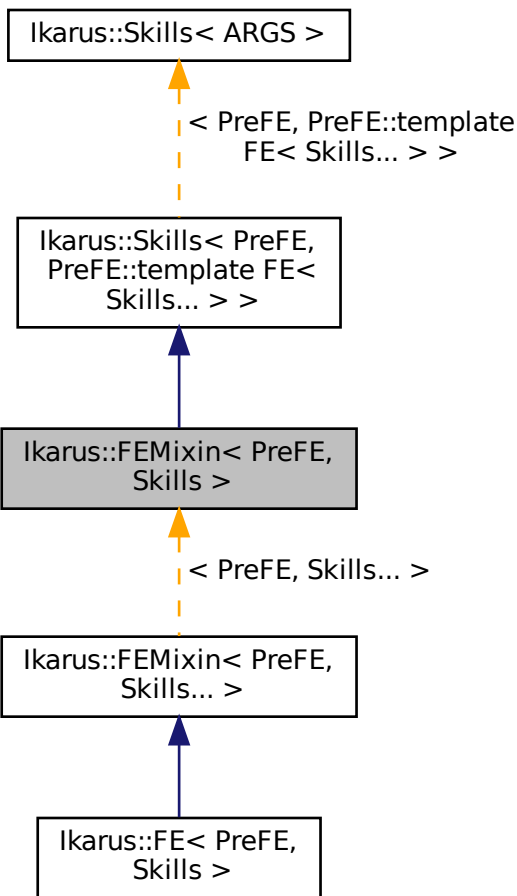 Ikarus::Skills< ARGS >
< PreFE, PreFE::template
FE< Skills... > >
Ikarus::Skills< PreFE,
PreFE::template FE<
Skills... > >
Ikarus::FEMixin< PreFE,
Skills >
< PreFE, Skills... >
Ikarus::FEMixin< PreFE,
Skills... >
Ikarus::FE< PreFE,
Skills >